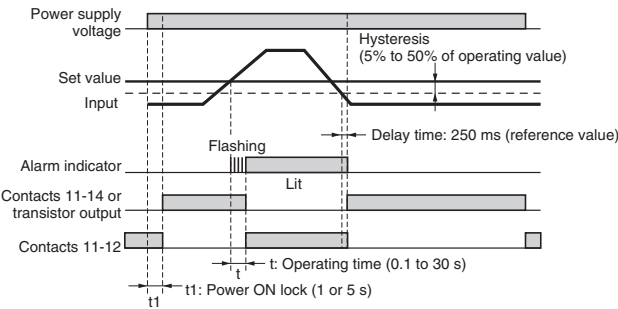 Power supply
voltage
Hysteresis
(5% to 50% of operating value)
Set value
Input
Delay time: 250 ms (reference value)
Flashing
Alarm indicator
Lit
Contacts 11-14 or
transistor output
Contacts 11-12
t
t: Operating time (0.1 to 30 s)
t1
t1: Power ON lock (1 or 5 s)